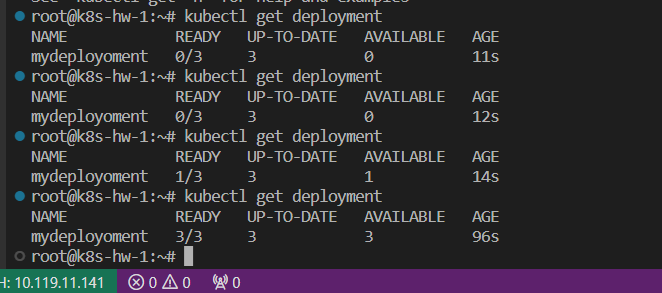 root@k8s-hw-1:~# kubectl get deployment
NAME READY UP-TO-DATE AVAILABLE AGE
mydeployoment 0/3 3 0 11s
root@k8s-hw-1:~# kubectl get deployment
NAME READY UP-TO-DATE AVAILABLE AGE
mydeployoment 0/3 3 0 12s
root@k8s-hw-1:~# kubectl get deployment
NAME READY UP-TO-DATE AVAILABLE AGE
mydeployoment 1/3 3 1 14s
root@k8s-hw-1:~# kubectl get deployment
NAME READY UP-TO-DATE AVAILABLE AGE
mydeployoment 3/3 3 3 96s
root@k8s-hw-1:~#
H: 10.119.11.141 0 0 0